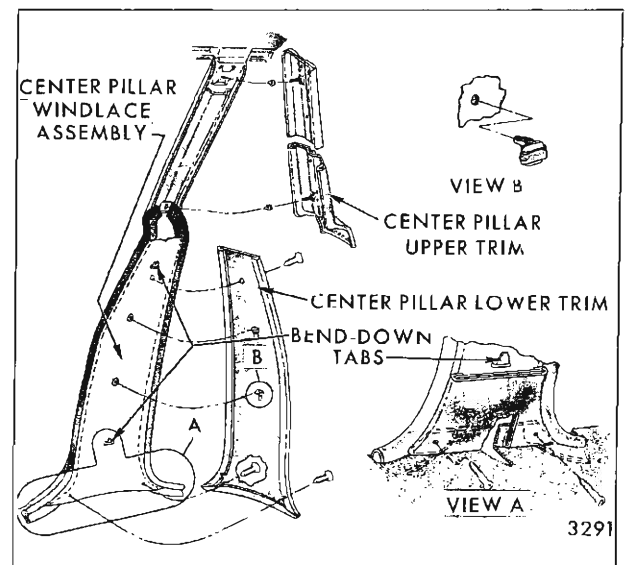 CENTER PILLAR
WINDLACE
ASSEMBLY
VIEW B
CENTER PILLAR
UPPER TRIM
CENTER PILLAR LOWER TRIM
BEND-DOWN
TABS
B
A
VIEW A
3291